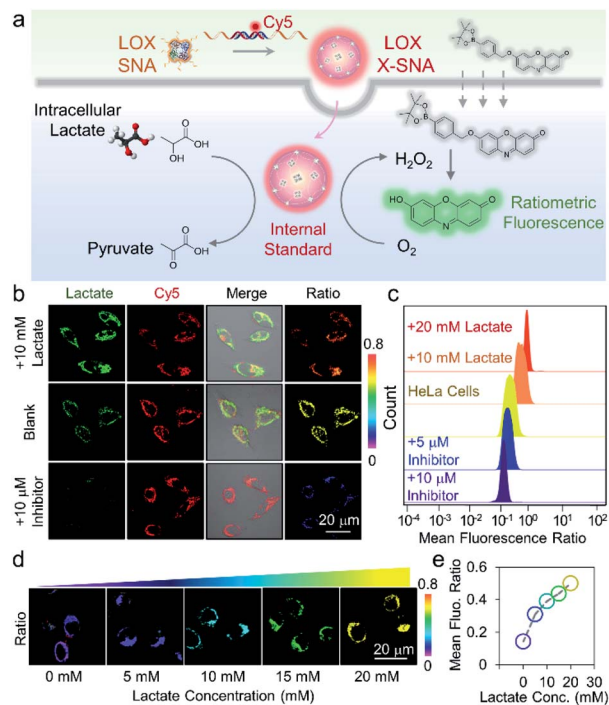 a
Cy5
LOX
SNA
LOX
X-SNA
Intracellular
Lactate
OH
OH
O
H₂O₂
Internal
Standard
HO
O
N
Ratiometric
Fluorescence
Pyruvate
OH
O
O₂
b
Lactate Cy5 Merge Ratio
+10 mM
Lactate
Blank
+10 μM
Inhibitor
0.8
0
20 μm
c
+20 mM Lactate
+10 mM Lactate
HeLa Cells
+5 μM
Inhibitor
+10 μM
Inhibitor
Count
10⁻⁴ 10⁻³ 10⁻² 10⁻¹ 10⁰ 10¹ 10²
Mean Fluorescence Ratio
d
Ratio
0.8
0
20 μm
0 mM 5 mM 10 mM 15 mM 20 mM
Lactate Concentration (mM)
e
Mean Fluo. Ratio
0.6
0.4
0.2
0.0
0 10 20 30
Lactate Conc. (mM)